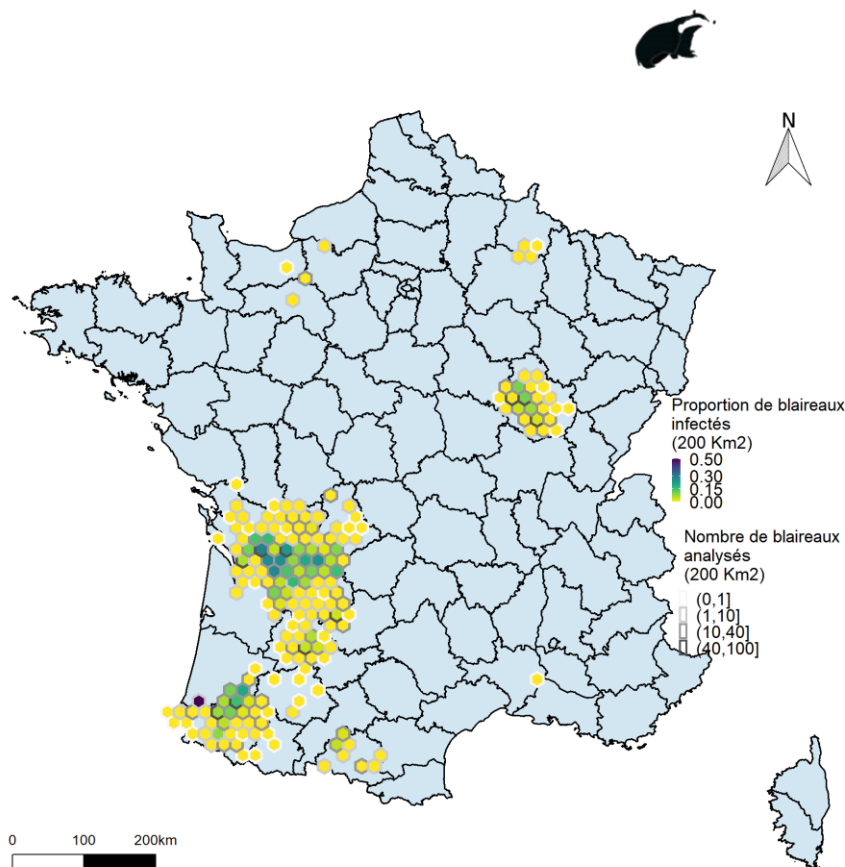 N
Proportion de blaireaux
infectés
(200 Km2)
0.50
0.30
0.15
0.00
Nombre de blaireaux
analysés
(200 Km2)
(0,1]
(1,10]
(10,40]
(40,100]
0 100 200km